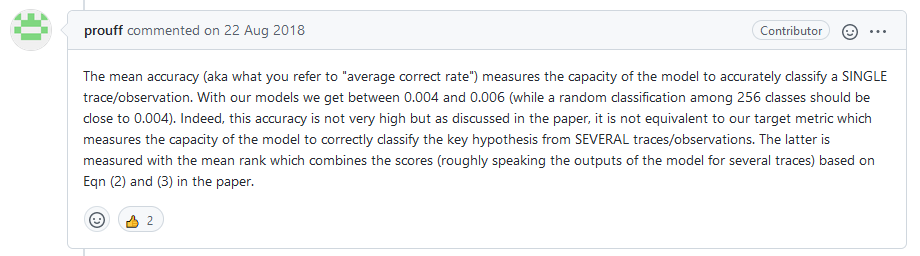 prouff commented on 22 Aug 2018
Contributor
The mean accuracy (aka what you refer to "average correct rate") measures the capacity of the model to accurately classify a SINGLE
trace/observation. With our models we get between 0.004 and 0.006 (while a random classification among 256 classes should be
close to 0.004). Indeed, this accuracy is not very high but as discussed in the paper, it is not equivalent to our target metric which
measures the capacity of the model to correctly classify the key hypothesis from SEVERAL traces/observations. The latter is
measured with the mean rank which combines the scores (roughly speaking the outputs of the model for several traces) based on
Eqn (2) and (3) in the paper.
2